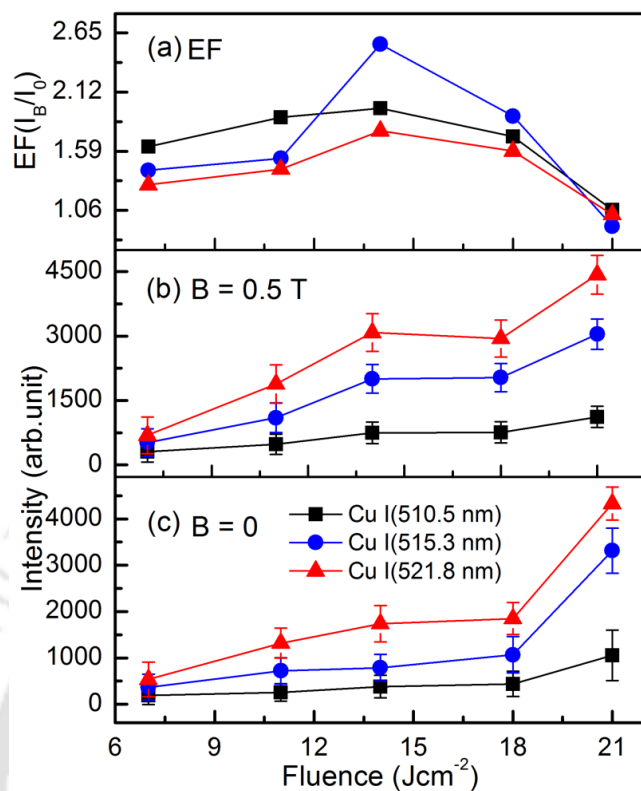 (a) EF
2.65
2.12
1.59
1.06
EF(I_B/I_0)
(b) B = 0.5 T
4500
3000
1500
0
Intensity (arb.unit)
(c) B = 0
Cu I(510.5 nm)
Cu I(515.3 nm)
Cu I(521.8 nm)
4000
3000
2000
1000
0
6 9 12 15 18 21
Fluence (Jcm⁻²)